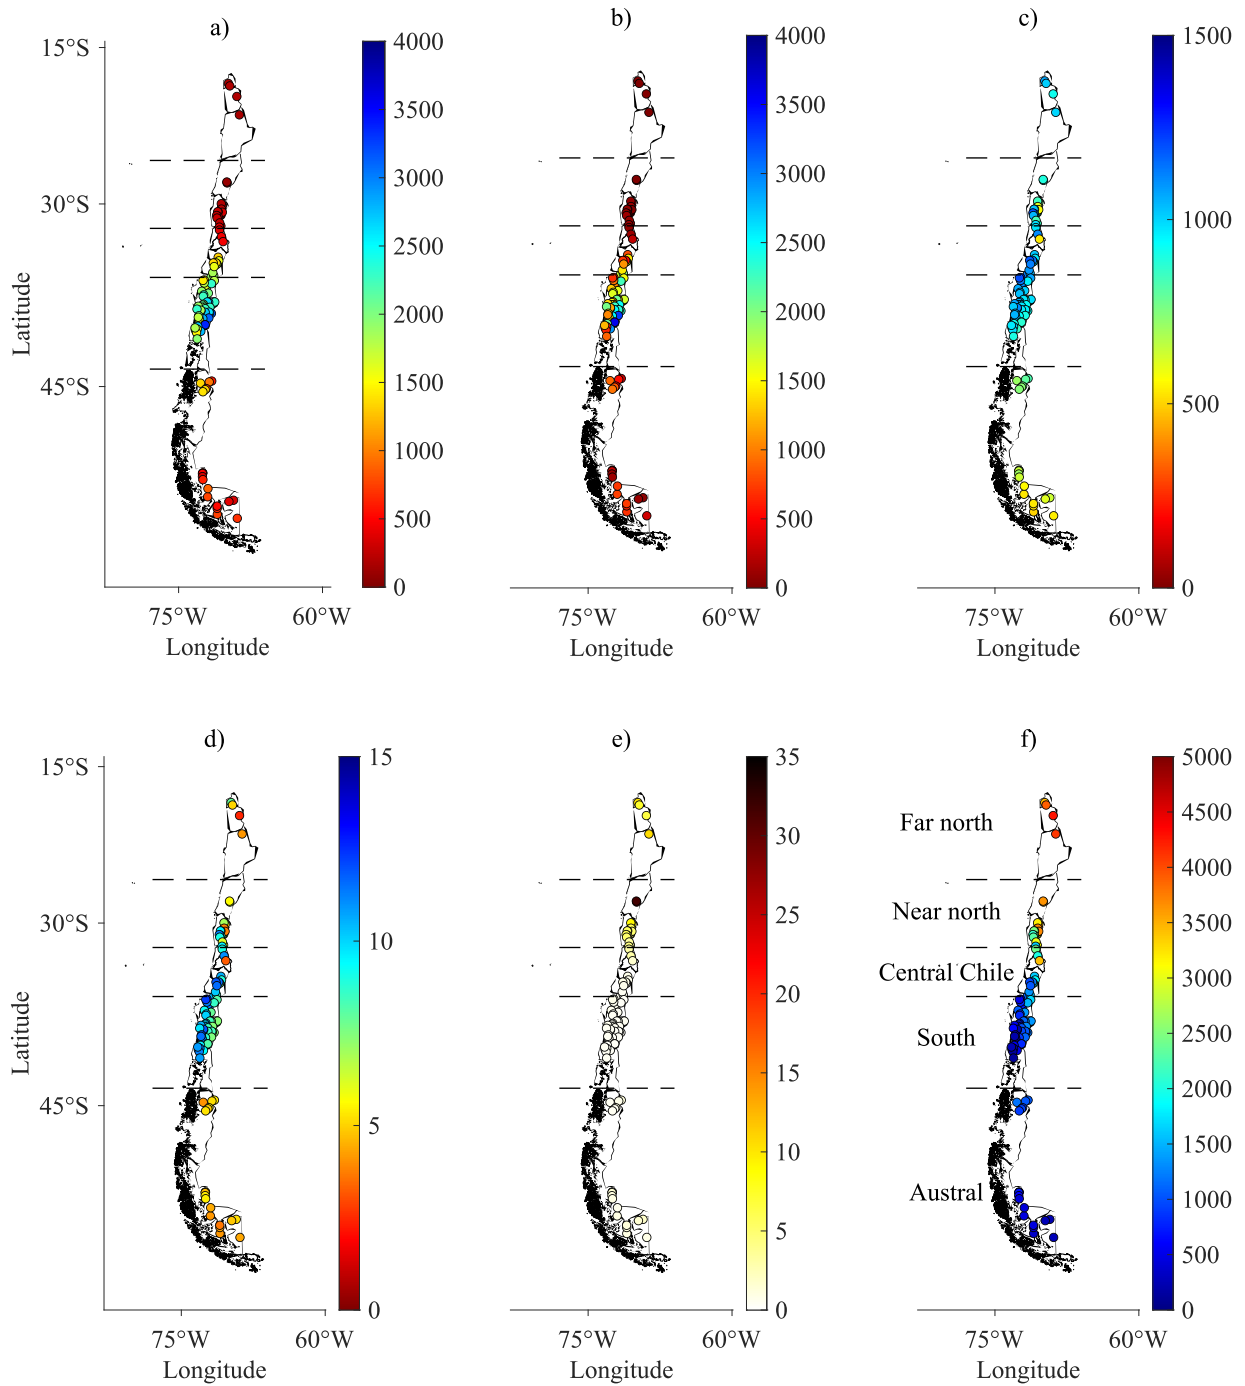 a)
b)
c)
15°S
30°S
45°S
Latitude
75°W
60°W
Longitude
4000
3500
3000
2500
2000
1500
1000
500
0
75°W
60°W
Longitude
4000
3500
3000
2500
2000
1500
1000
500
0
75°W
60°W
Longitude
1500
1000
500
0
d)
e)
f)
15°S
30°S
45°S
Latitude
75°W
60°W
Longitude
15
10
5
0
75°W
60°W
Longitude
35
30
25
20
15
10
5
0
Far north
Near north
Central Chile
South
Austral
75°W
60°W
Longitude
5000
4500
4000
3500
3000
2500
2000
1500
1000
500
0